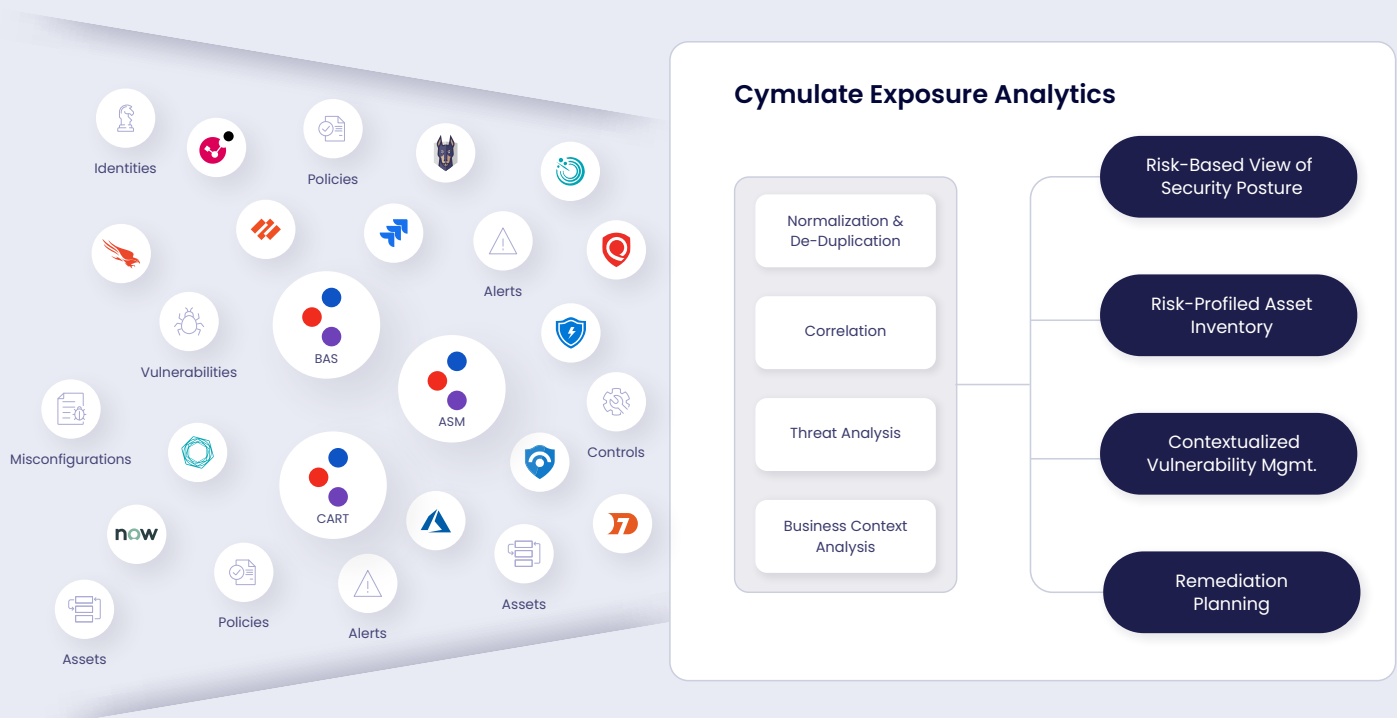 Cymulate Exposure Analytics
Identities
Policies
Alerts
Vulnerabilities
BAS
ASM
Misconfigurations
Controls
CART
now
Policies
Alerts
Assets
Assets
Normalization &
De-Duplication
Correlation
Threat Analysis
Business Context
Analysis
Risk-Based View of
Security Posture
Risk-Profiled Asset
Inventory
Contextualized
Vulnerability Mgmt.
Remediation
Planning